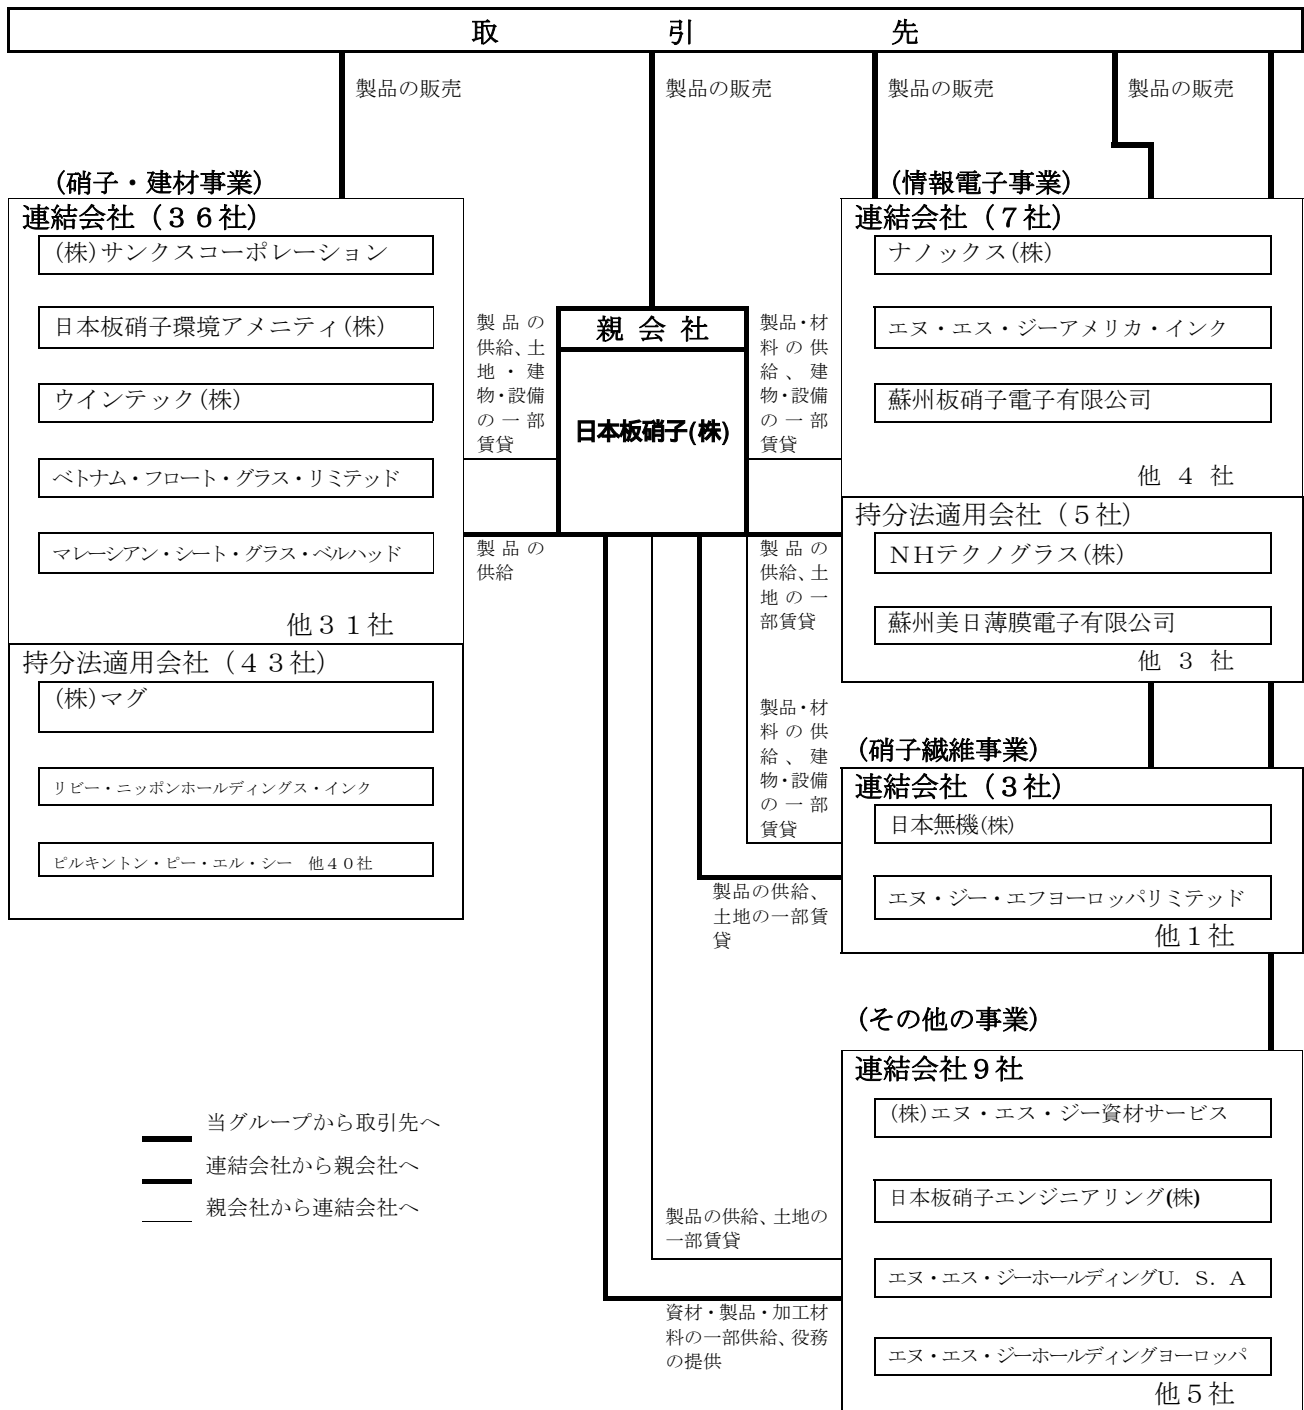 取引先
製品の販売
製品の販売
製品の販売
製品の販売
(硝子・建材事業)
連結会社（３６社）
(株)サンクスコーポレーション
日本板硝子環境アメニティ(株)
ウインテック(株)
ベトナム・フロート・グラス・リミテッド
マレーシアン・シート・グラス・ベルハッド
他３１社
持分法適用会社（４３社）
(株)マグ
リビー・ニッポンホールディングス・インク
ピルキントン・ピー・エル・シー　他４０社
製品の
供給、土
地・建
物・設備
の一部
賃貸
製品の
供給
親会社
日本板硝子(株)
製品・材
料の供
給、建
物・設備
の一部
賃貸
製品の
供給、土
地の一
部賃貸
製品・材
料の供
給、建
物・設備
の一部
賃貸
製品の供給、
土地の一部賃
貸
製品の供給、土地の
一部賃貸
資材・製品・加工材
料の一部供給、役務
の提供
(情報電子事業)
連結会社（７社）
ナノックス(株)
エヌ・エス・ジーアメリカ・インク
蘇州板硝子電子有限公司
他４社
持分法適用会社（５社）
ＮＨテクノグラス(株)
蘇州美日薄膜電子有限公司
他３社
(硝子繊維事業)
連結会社（３社）
日本無機(株)
エヌ・ジー・エフヨーロッパリミテッド
他１社
(その他の事業)
連結会社９社
(株)エヌ・エス・ジー資材サービス
日本板硝子エンジニアリング(株)
エヌ・エス・ジーホールディングＵ．Ｓ．Ａ
エヌ・エス・ジーホールディングヨーロッパ
他５社
当グループから取引先へ
連結会社から親会社へ
親会社から連結会社へ